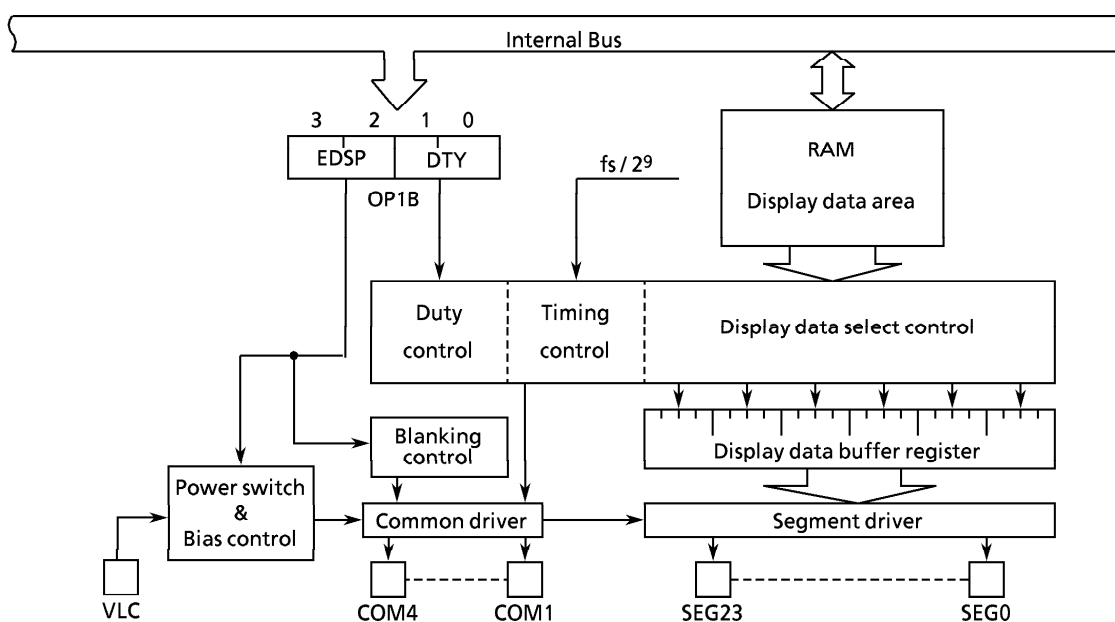 Internal Bus
3 2 1 0
EDSP DTY
OP1B
fs / 2⁹
RAM
Display data area
Duty
control
Timing
control
Display data select control
Blanking
control
Display data buffer register
Power switch
&
Bias control
Common driver
Segment driver
VLC
COM4
COM1
SEG23
SEG0